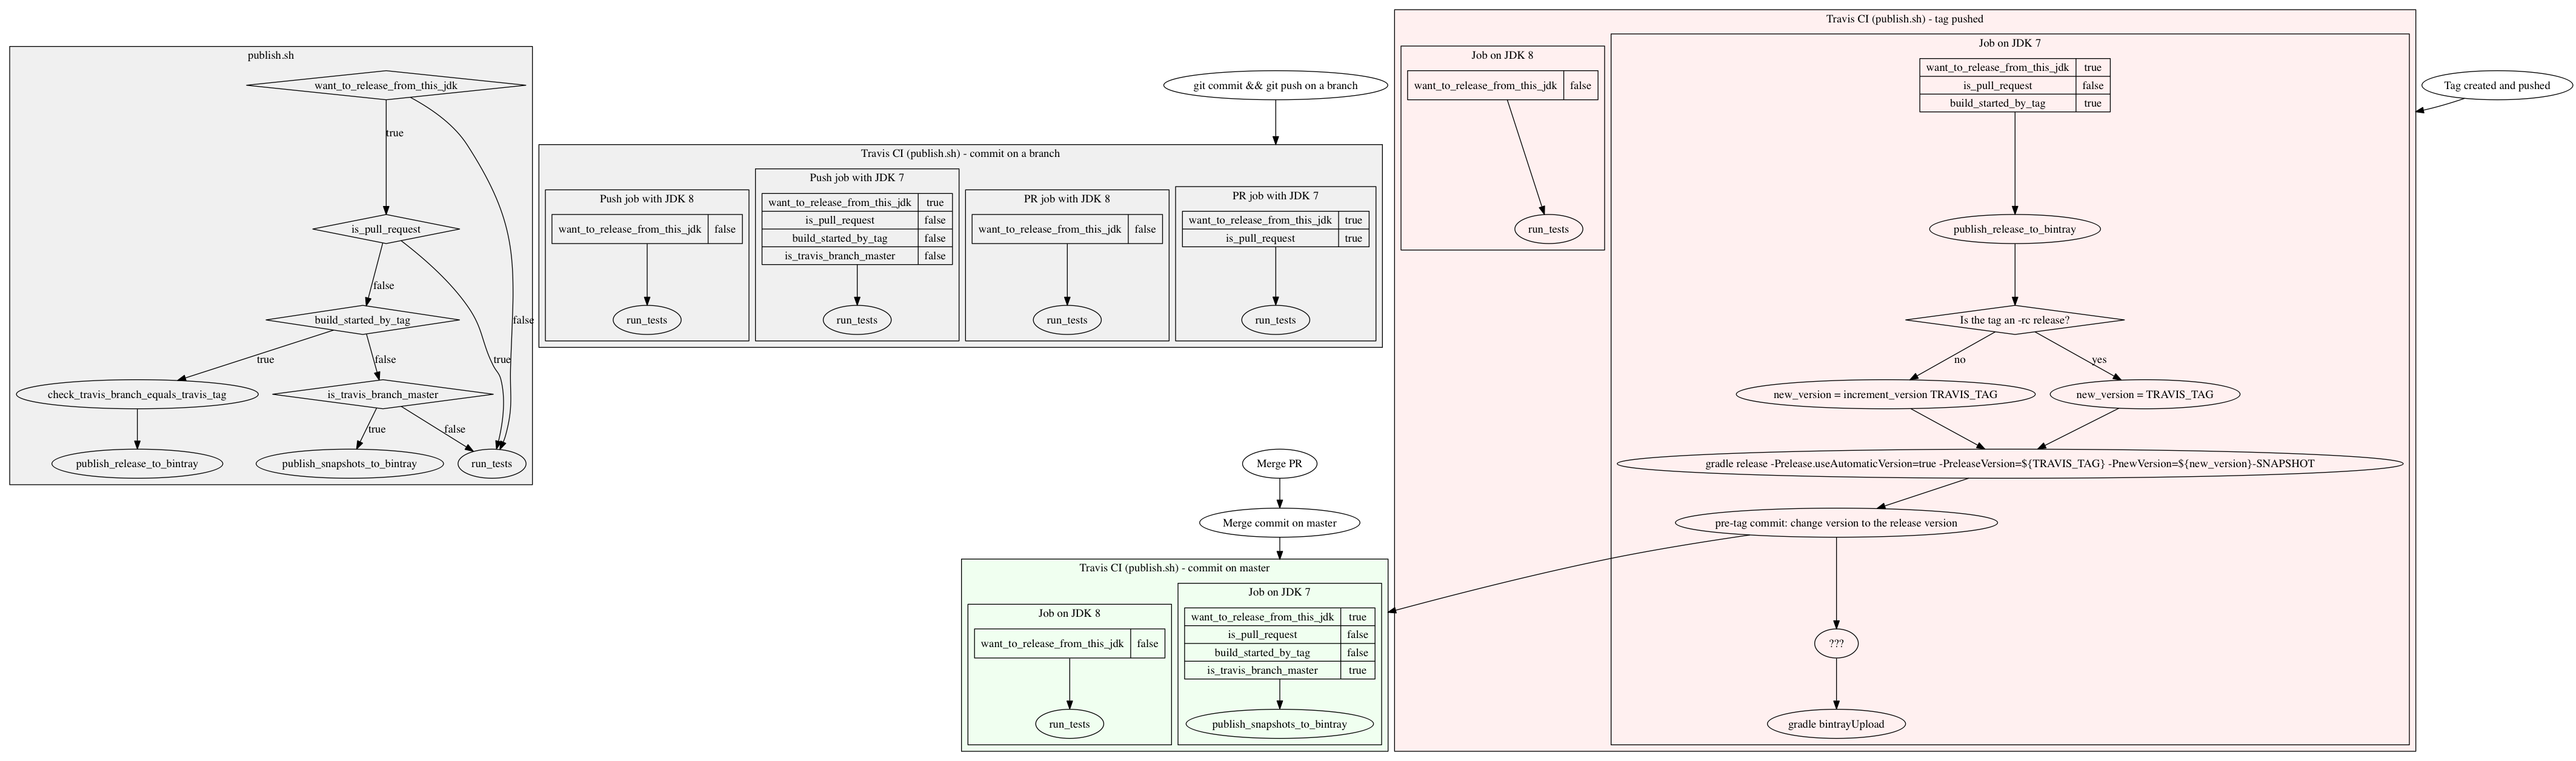 publish.sh
want_to_release_from_this_jdk
true
is_pull_request
false
build_started_by_tag
false
true
false
true
check_travis_branch_equals_travis_tag
is_travis_branch_master
true
false
publish_release_to_bintray
publish_snapshots_to_bintray
run_tests
git commit && git push on a branch
Travis CI (publish.sh) - commit on a branch
Push job with JDK 8
want_to_release_from_this_jdk false
run_tests
Push job with JDK 7
want_to_release_from_this_jdk true
is_pull_request false
build_started_by_tag false
is_travis_branch_master false
run_tests
PR job with JDK 8
want_to_release_from_this_jdk false
run_tests
PR job with JDK 7
want_to_release_from_this_jdk true
is_pull_request true
run_tests
Merge PR
Merge commit on master
Travis CI (publish.sh) - commit on master
Job on JDK 8
want_to_release_from_this_jdk false
run_tests
Job on JDK 7
want_to_release_from_this_jdk true
is_pull_request false
build_started_by_tag false
is_travis_branch_master true
publish_snapshots_to_bintray
Travis CI (publish.sh) - tag pushed
Job on JDK 8
want_to_release_from_this_jdk false
run_tests
Job on JDK 7
want_to_release_from_this_jdk true
is_pull_request false
build_started_by_tag true
publish_release_to_bintray
Is the tag an -rc release?
no
yes
new_version = increment_version TRAVIS_TAG
new_version = TRAVIS_TAG
gradle release -Prelease.useAutomaticVersion=true -PreleaseVersion=${TRAVIS_TAG} -PnewVersion=${new_version}-SNAPSHOT
pre-tag commit: change version to the release version
???
gradle bintrayUpload
Tag created and pushed